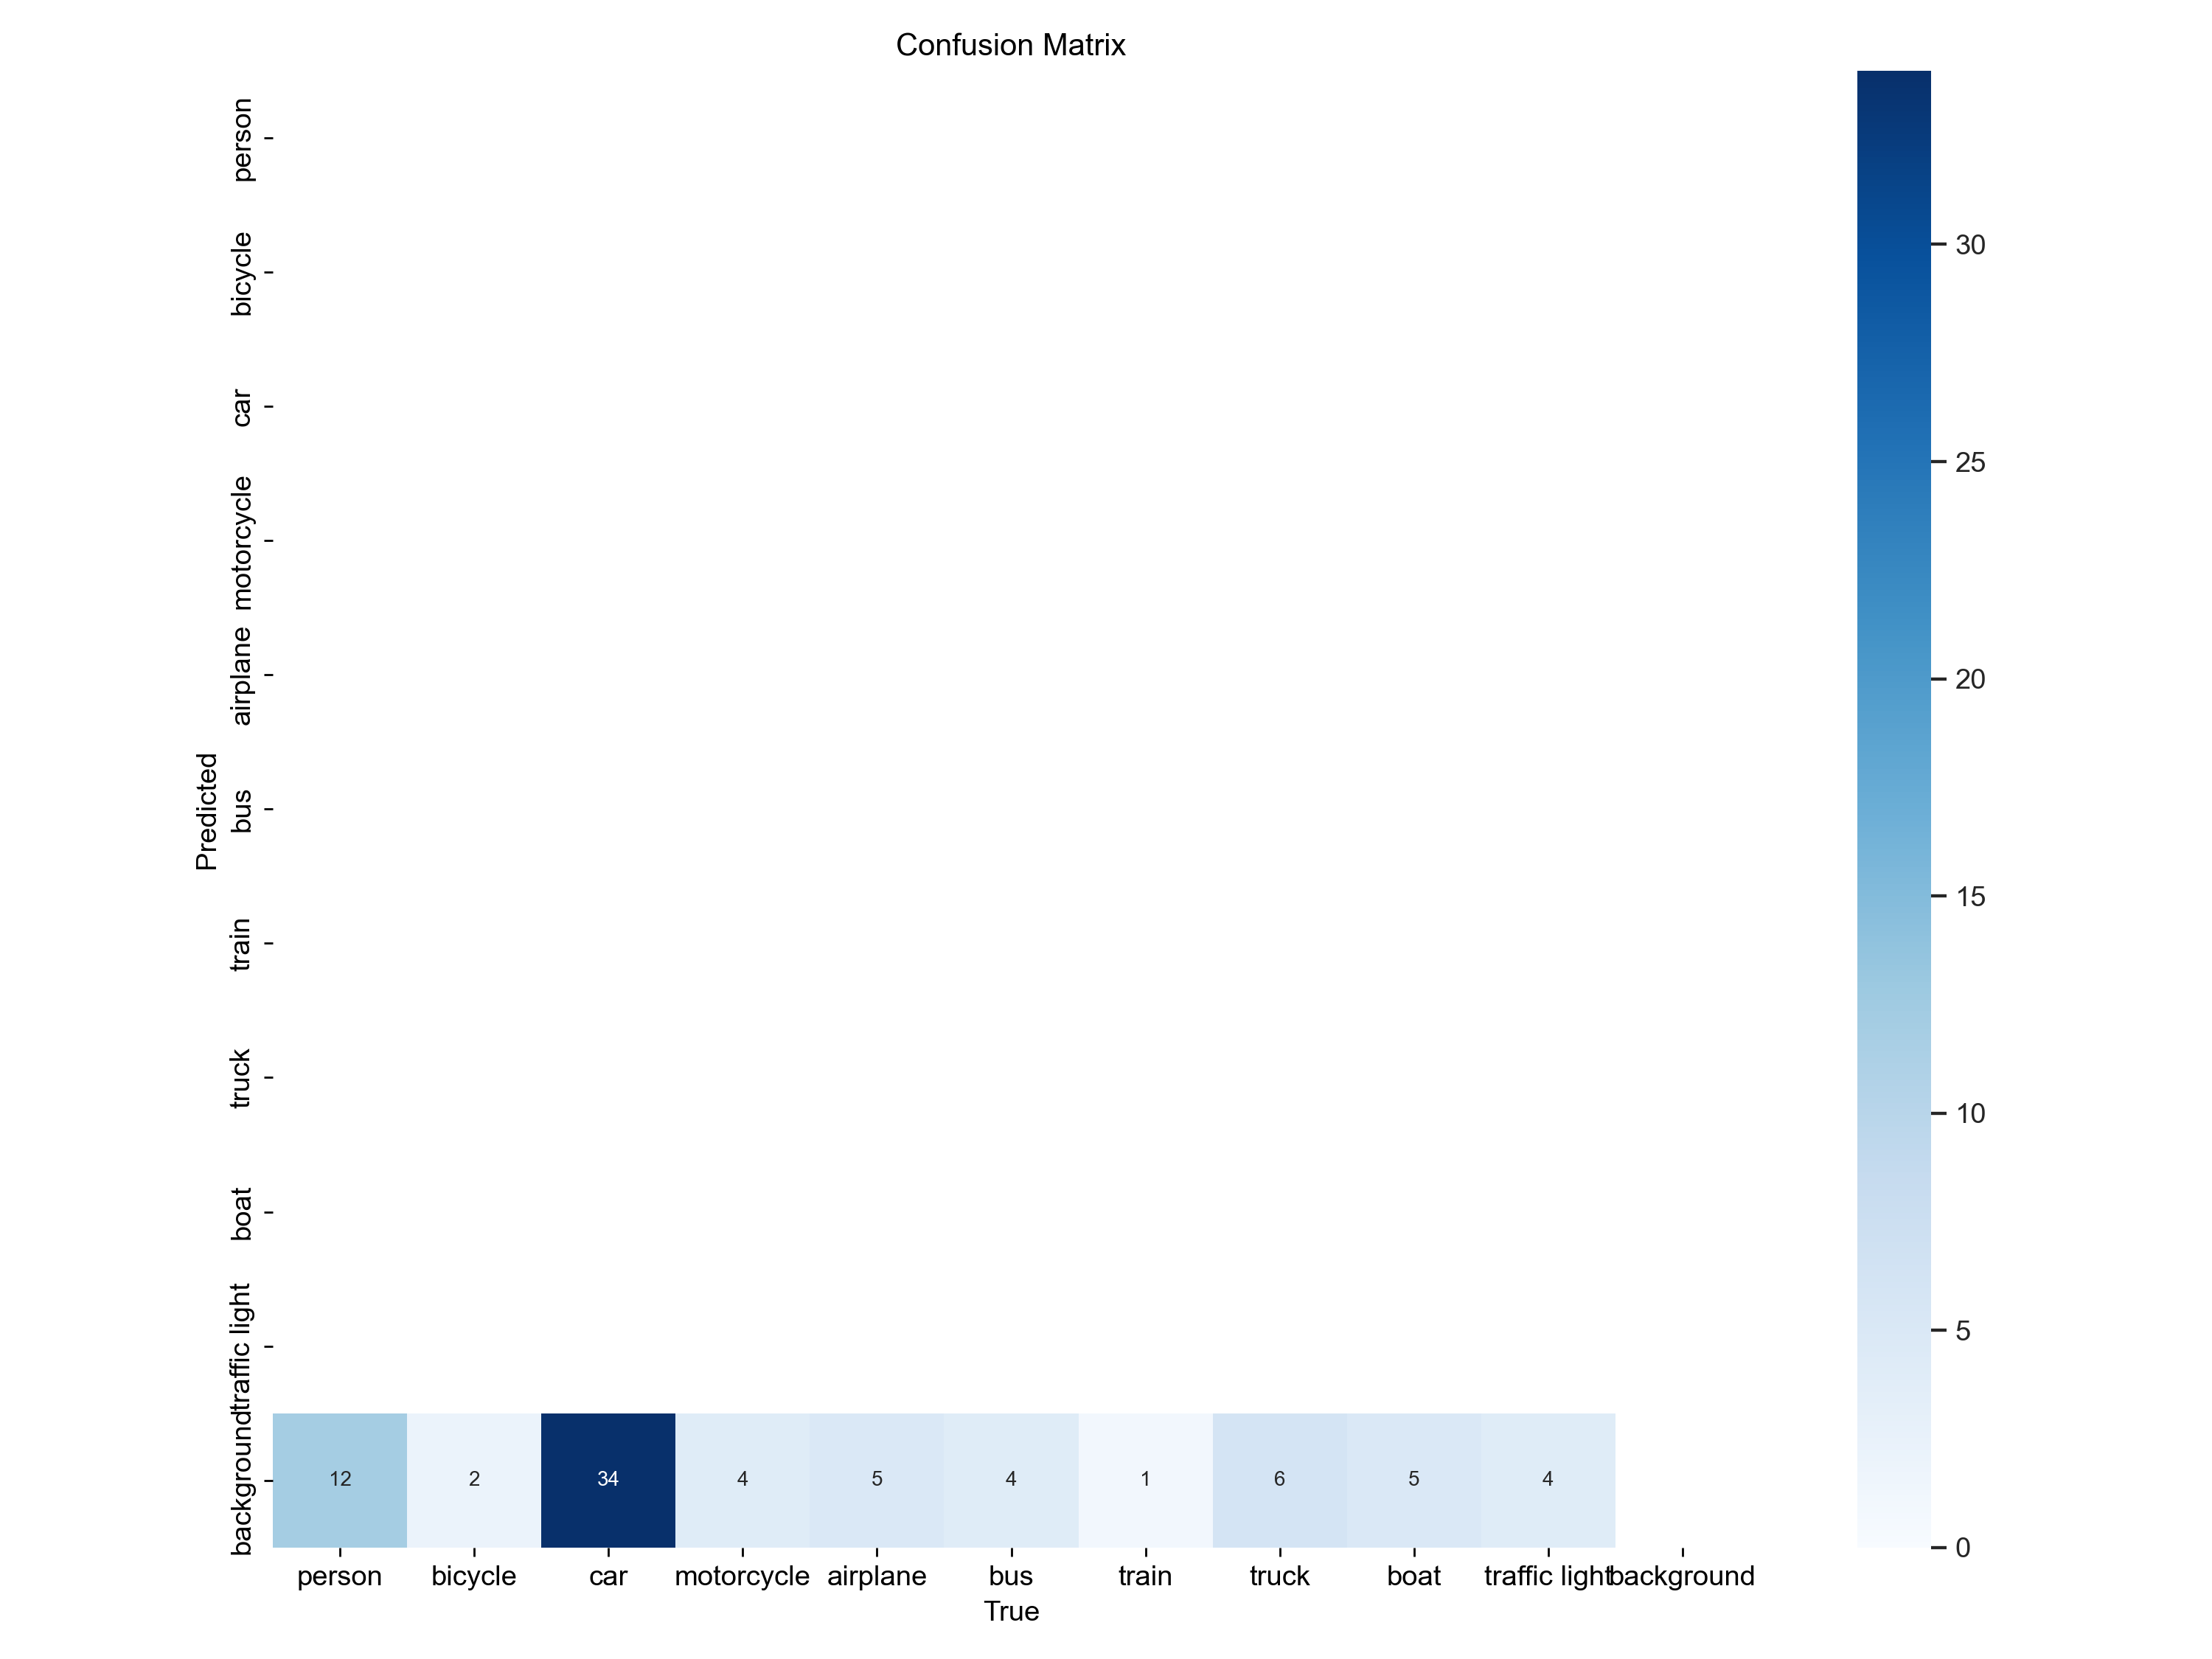 Confusion Matrix
person
bicycle
car
motorcycle
airplane
bus
train
truck
boat
traffic light
background
Predicted
12 2 34 4 5 4 1 6 5 4
person bicycle car motorcycle airplane bus train truck boat traffic light background
True
30
25
20
15
10
5
0